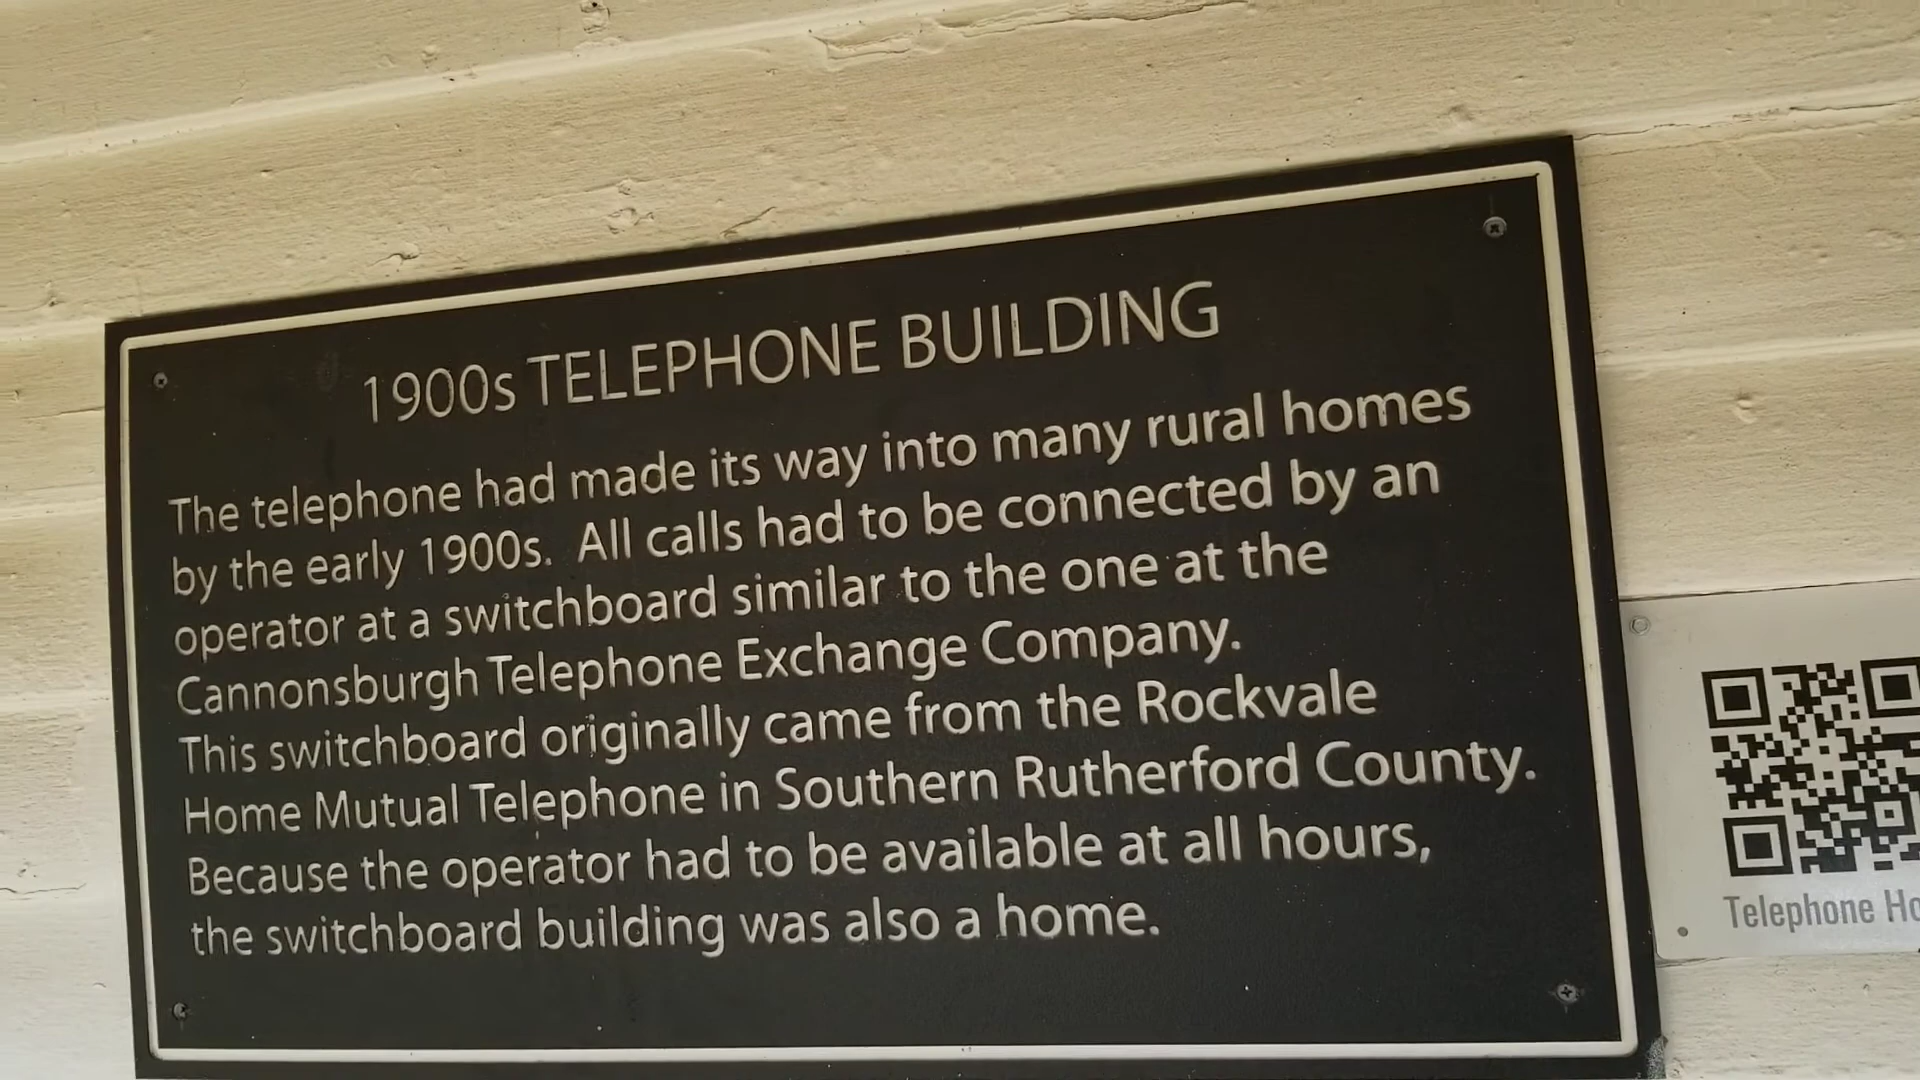 1900s TELEPHONE BUILDING
The telephone had made its way into many rural homes
by the early 1900s. All calls had to be connected by an
operator at a switchboard similar to the one at the
Cannonsburgh Telephone Exchange Company.
This switchboard originally came from the Rockvale
Home Mutual Telephone in Southern Rutherford County.
Because the operator had to be available at all hours,
the switchboard building was also a home.
Telephone